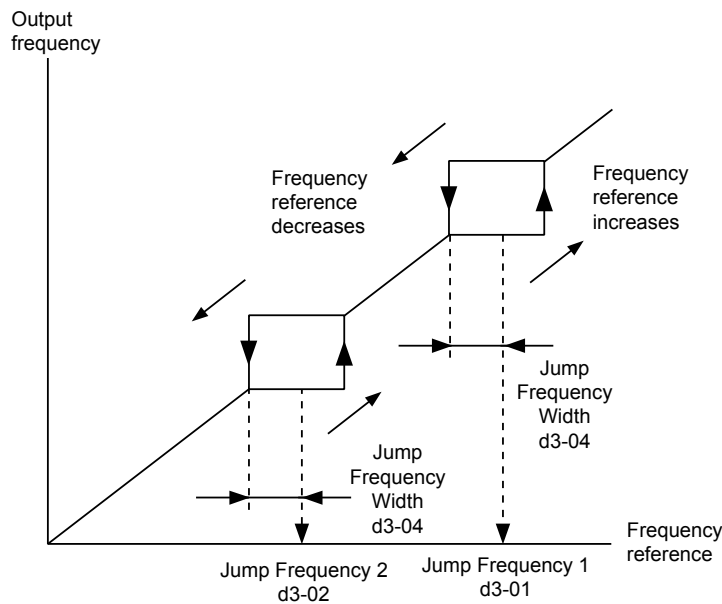 Output
frequency
Frequency
reference
decreases
Frequency
reference
increases
Jump
Frequency
Width
d3-04
Jump
Frequency
Width
d3-04
Frequency
reference
Jump Frequency 2
d3-02
Jump Frequency 1
d3-01